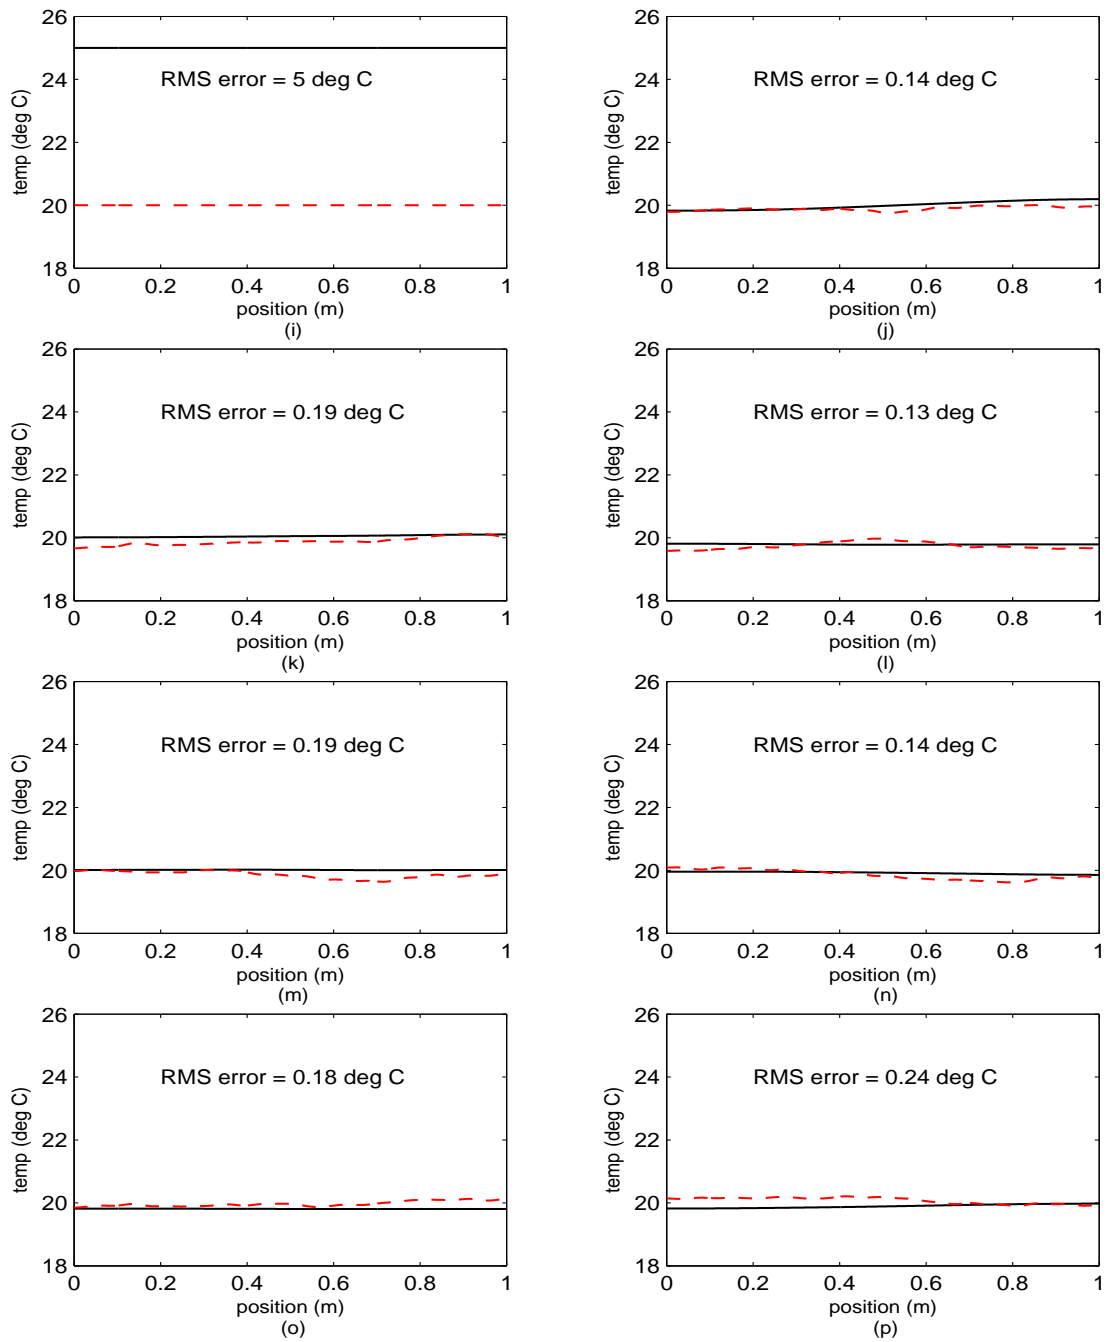 26
24
22
20
18
temp (deg C)
RMS error = 5 deg C
0 0.2 0.4 0.6 0.8 1
position (m)
(i)
26
24
22
20
18
temp (deg C)
RMS error = 0.14 deg C
0 0.2 0.4 0.6 0.8 1
position (m)
(j)
26
24
22
20
18
temp (deg C)
RMS error = 0.19 deg C
0 0.2 0.4 0.6 0.8 1
position (m)
(k)
26
24
22
20
18
temp (deg C)
RMS error = 0.13 deg C
0 0.2 0.4 0.6 0.8 1
position (m)
(l)
26
24
22
20
18
temp (deg C)
RMS error = 0.19 deg C
0 0.2 0.4 0.6 0.8 1
position (m)
(m)
26
24
22
20
18
temp (deg C)
RMS error = 0.14 deg C
0 0.2 0.4 0.6 0.8 1
position (m)
(n)
26
24
22
20
18
temp (deg C)
RMS error = 0.18 deg C
0 0.2 0.4 0.6 0.8 1
position (m)
(o)
26
24
22
20
18
temp (deg C)
RMS error = 0.24 deg C
0 0.2 0.4 0.6 0.8 1
position (m)
(p)